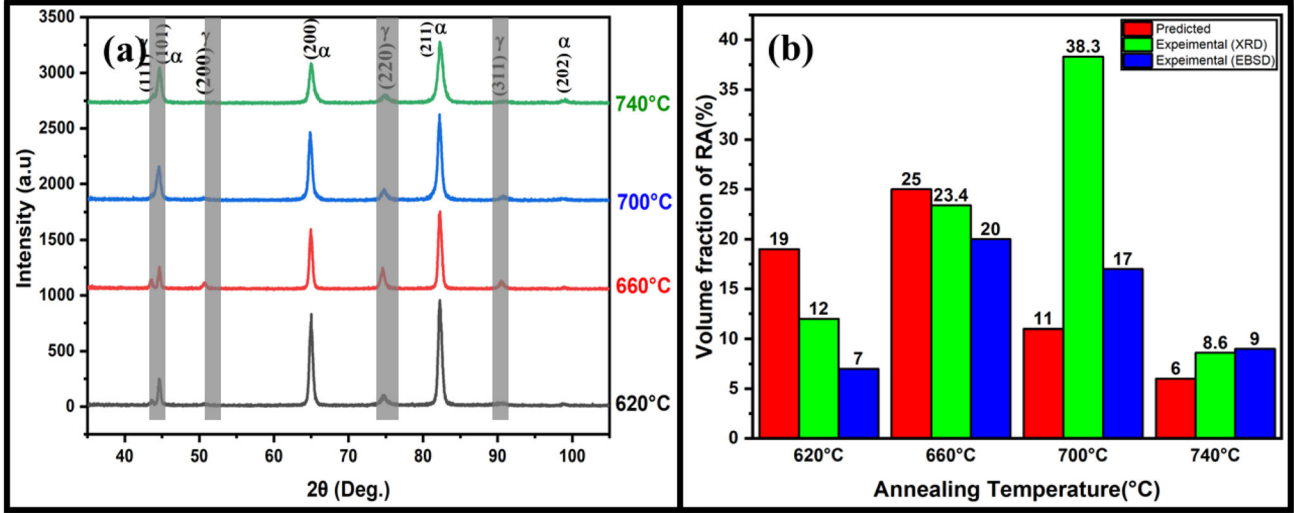 (a)
(111) γ
(101)
α
(200) γ
(200)
α
(220) γ
(211) α
(311) γ
(202) α
3500
3000
2500
2000
1500
1000
500
0
740°C
700°C
660°C
620°C
Intensity (a.u)
40 50 60 70 80 90 100
2θ (Deg.)
(b)
Predicted
Expeimental (XRD)
Expeimental (EBSD)
Volume fraction of RA(%)
40
35
30
25
20
15
10
5
0
19 12 7
25 23.4 20
11 38.3 17
6 8.6 9
620°C 660°C 700°C 740°C
Annealing Temperature(°C)